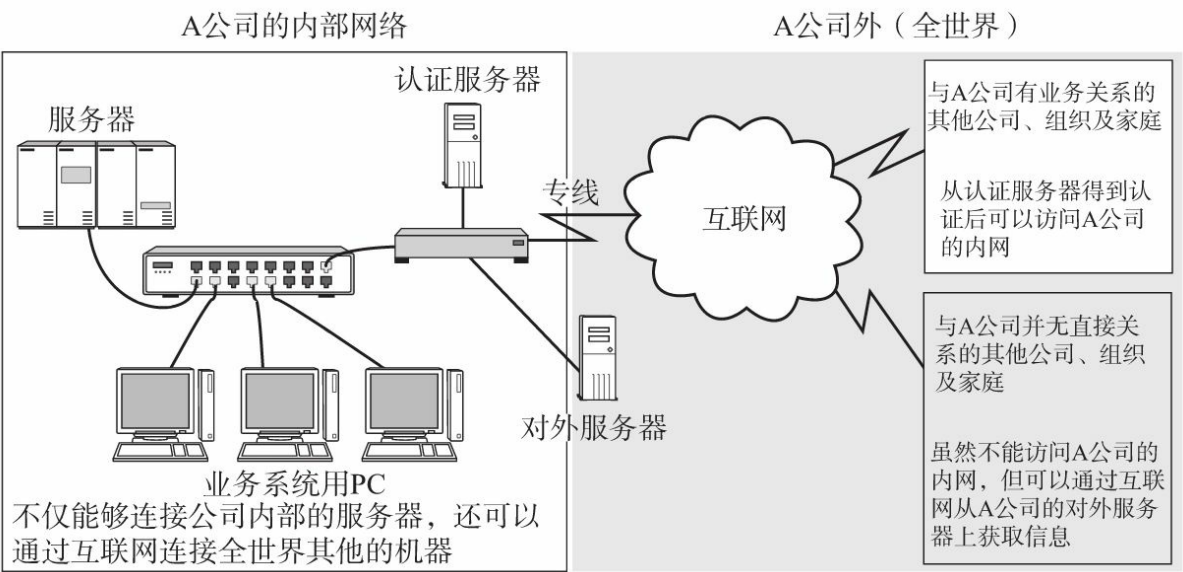 A公司的内部网络
A公司外（全世界）
认证服务器
服务器
专线
互联网
对外服务器
业务系统用PC
不仅能够连接公司内部的服务器，还可以
通过互联网连接全世界其他的机器
与A公司有业务关系的
其他公司、组织及家庭
从认证服务器得到认
证后可以访问A公司
的内网
与A公司并无直接关
系的其他公司、组织
及家庭
虽然不能访问A公司的
内网，但可以通过互联
网从A公司的对外服务
器上获取信息